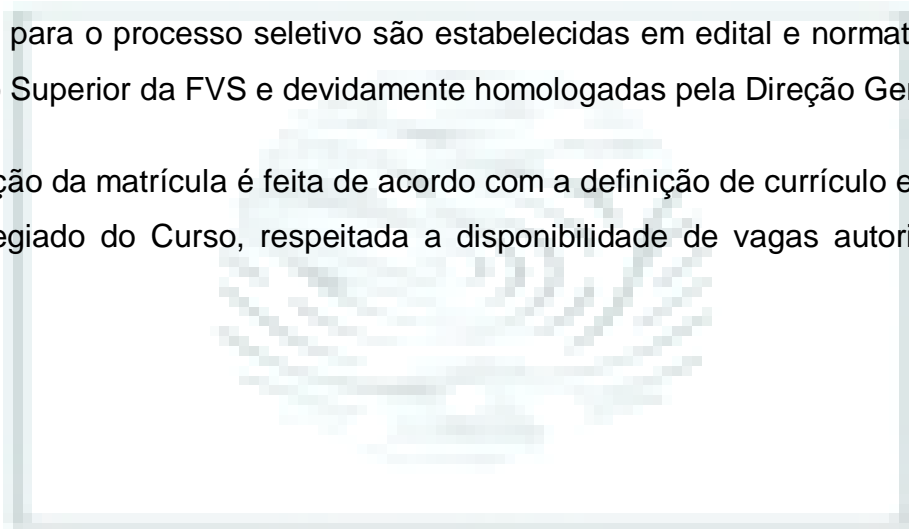 para o processo seletivo são estabelecidas em edital e normat
Superior da FVS e devidamente homologadas pela Direção Ger
ção da matrícula é feita de acordo com a definição de currículo e
egiado do Curso, respeitada a disponibilidade de vagas autori